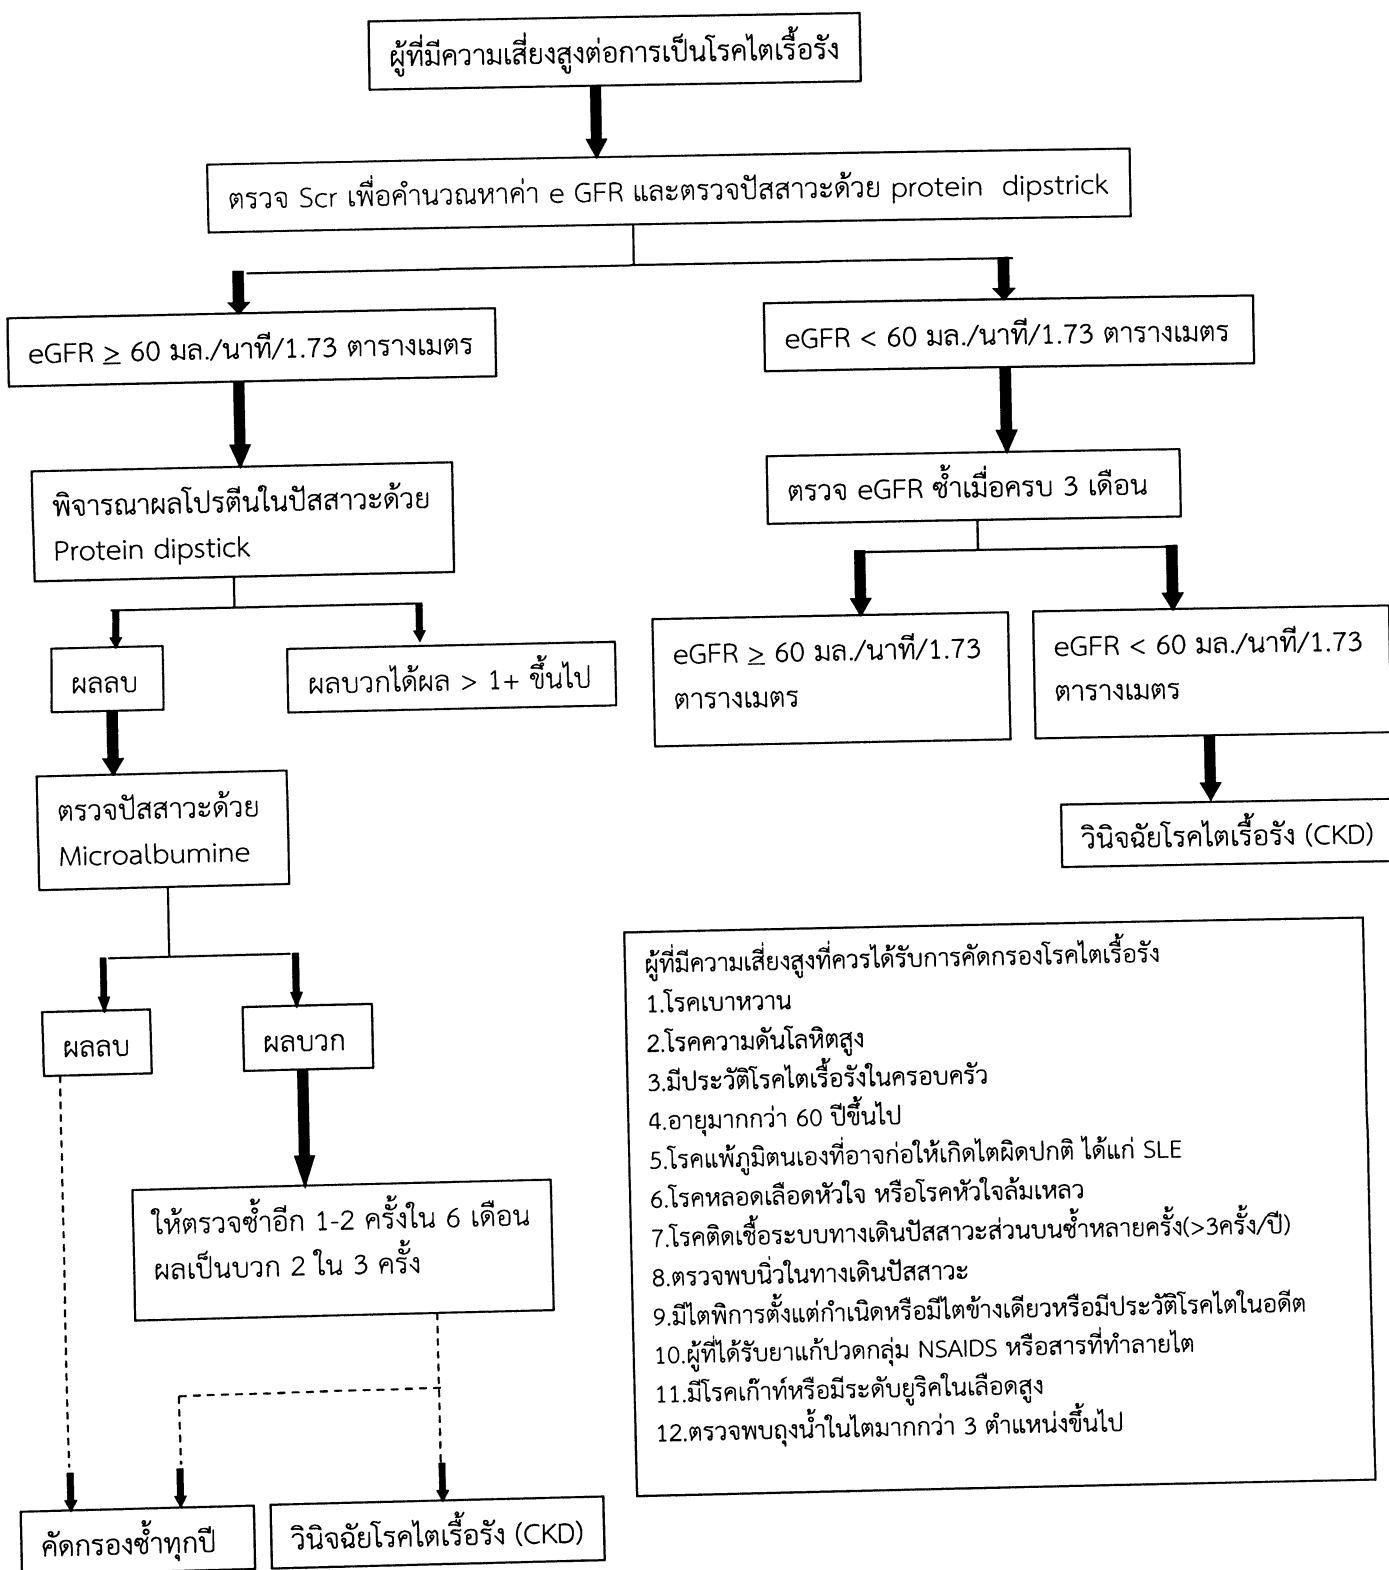 ผู้ที่มีความเสี่ยงสูงต่อการเป็นโรคไตเรื้อรัง
ตรวจ Scr เพื่อคำนวณหาค่า e GFR และตรวจปัสสาวะด้วย protein dipstrick
eGFR ≥ 60 มล./นาที/1.73 ตารางเมตร
eGFR < 60 มล./นาที/1.73 ตารางเมตร
พิจารณาผลโปรตีนในปัสสาวะด้วย
Protein dipstick
ตรวจ eGFR ซ้ำเมื่อครบ 3 เดือน
ผลลบ
ผลบวกได้ผล > 1+ ขึ้นไป
eGFR ≥ 60 มล./นาที/1.73
ตารางเมตร
eGFR < 60 มล./นาที/1.73
ตารางเมตร
ตรวจปัสสาวะด้วย
Microalbumine
วินิจฉัยโรคไตเรื้อรัง (CKD)
ผลลบ
ผลบวก
ให้ตรวจซ้ำอีก 1-2 ครั้งใน 6 เดือน
ผลเป็นบวก 2 ใน 3 ครั้ง
คัดกรองซ้ำทุกปี
วินิจฉัยโรคไตเรื้อรัง (CKD)
ผู้ที่มีความเสี่ยงสูงที่ควรได้รับการคัดกรองโรคไตเรื้อรัง
1.โรคเบาหวาน
2.โรคความดันโลหิตสูง
3.มีประวัติโรคไตเรื้อรังในครอบครัว
4.อายุมากกว่า 60 ปีขึ้นไป
5.โรคแพ้ภูมิตนเองที่อาจก่อให้เกิดไตผิดปกติ ได้แก่ SLE
6.โรคหลอดเลือดหัวใจ หรือโรคหัวใจล้มเหลว
7.โรคติดเชื้อระบบทางเดินปัสสาวะส่วนบนซ้ำหลายครั้ง(>3ครั้ง/ปี)
8.ตรวจพบนิ่วในทางเดินปัสสาวะ
9.มีไตพิการตั้งแต่กำเนิดหรือมีไตข้างเดียวหรือมีประวัติโรคไตในอดีต
10.ผู้ที่ได้รับยาแก้ปวดกลุ่ม NSAIDS หรือสารที่ทำลายไต
11.มีโรคเก๊าท์หรือมีระดับยูริคในเลือดสูง
12.ตรวจพบถุงน้ำในไตมากกว่า 3 ตำแหน่งขึ้นไป